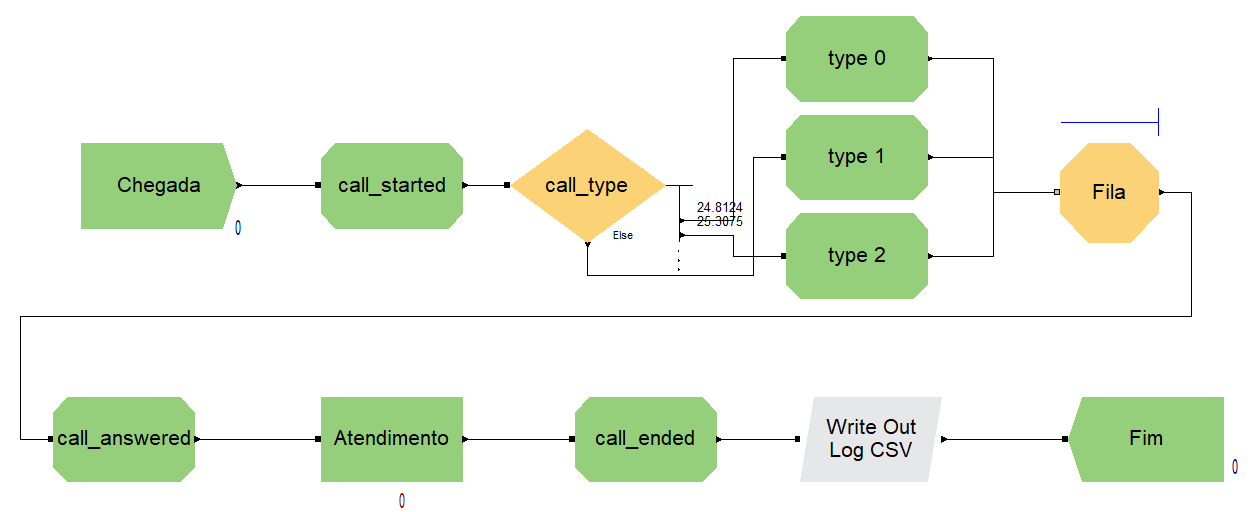 type 0
Chegada
call_started
call_type
24.8124
25.3075
Else
type 1
type 2
Fila
0
call_answered
Atendimento
call_ended
Write Out
Log CSV
Fim
0
0